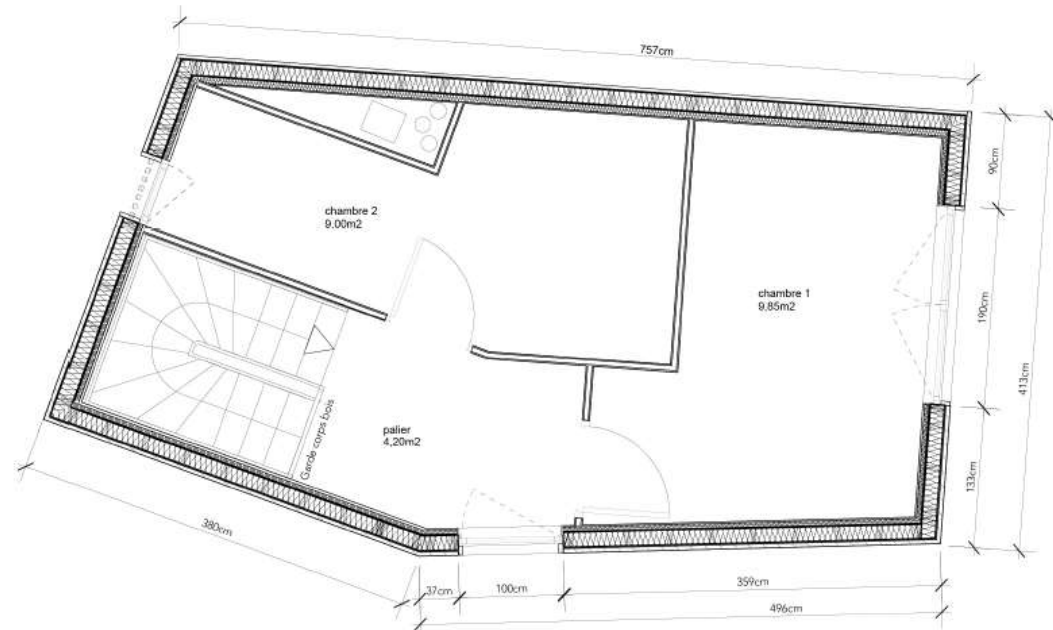 757cm
90cm
chambre 2
9,00m2
chambre 1
9,85m2
190cm
413cm
Garde corps bois
palier
4,20m2
133cm
380cm
37cm
100cm
359cm
496cm